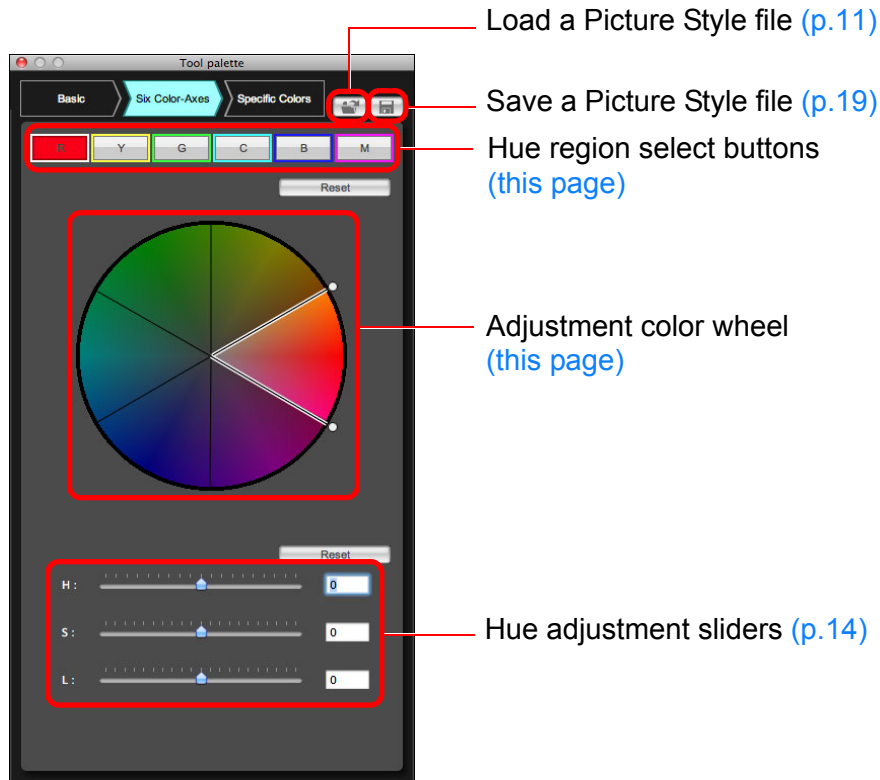 Load a Picture Style file (p.11)
Tool palette
Basic
Six Color-Axes
Specific Colors
Save a Picture Style file (p.19)
R
Y
G
C
B
M
Hue region select buttons
(this page)
Reset
Adjustment color wheel
(this page)
Reset
H :
0
S :
0
Hue adjustment sliders (p.14)
L :
0